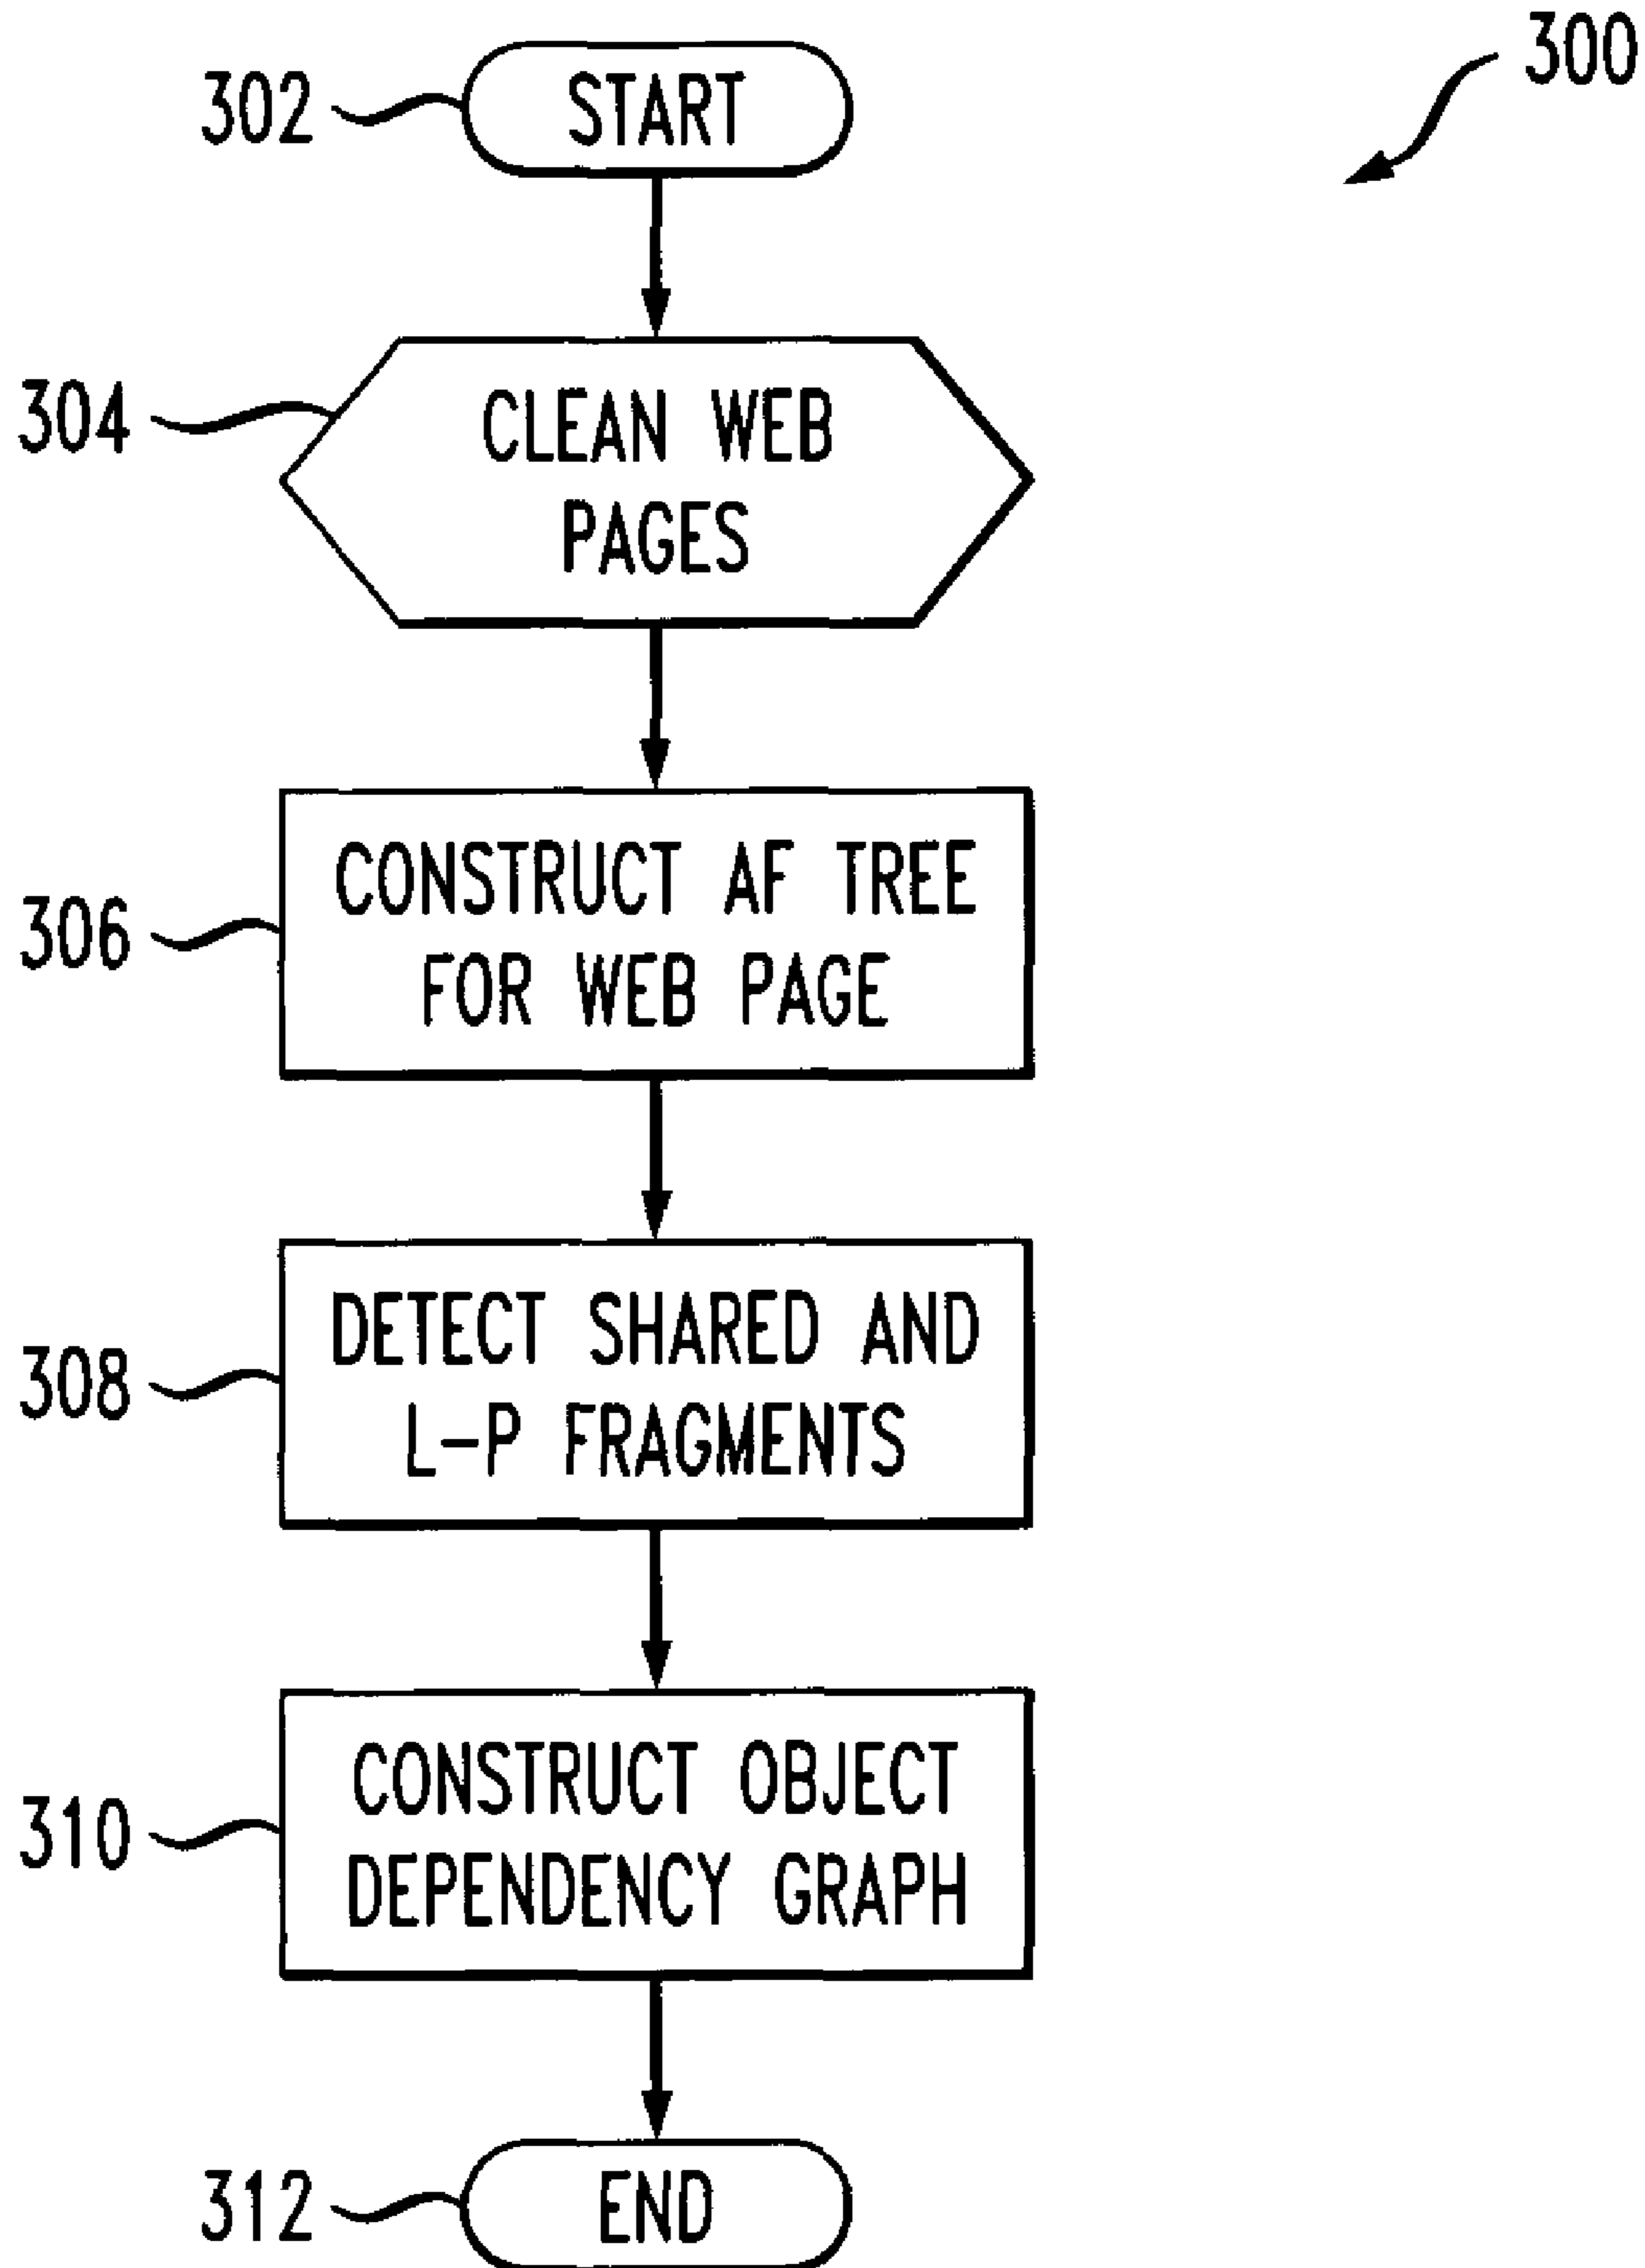 300
302
START
304
CLEAN WEB
PAGES
306
CONSTRUCT AF TREE
FOR WEB PAGE
308
DETECT SHARED AND
L-P FRAGMENTS
310
CONSTRUCT OBJECT
DEPENDENCY GRAPH
312
END